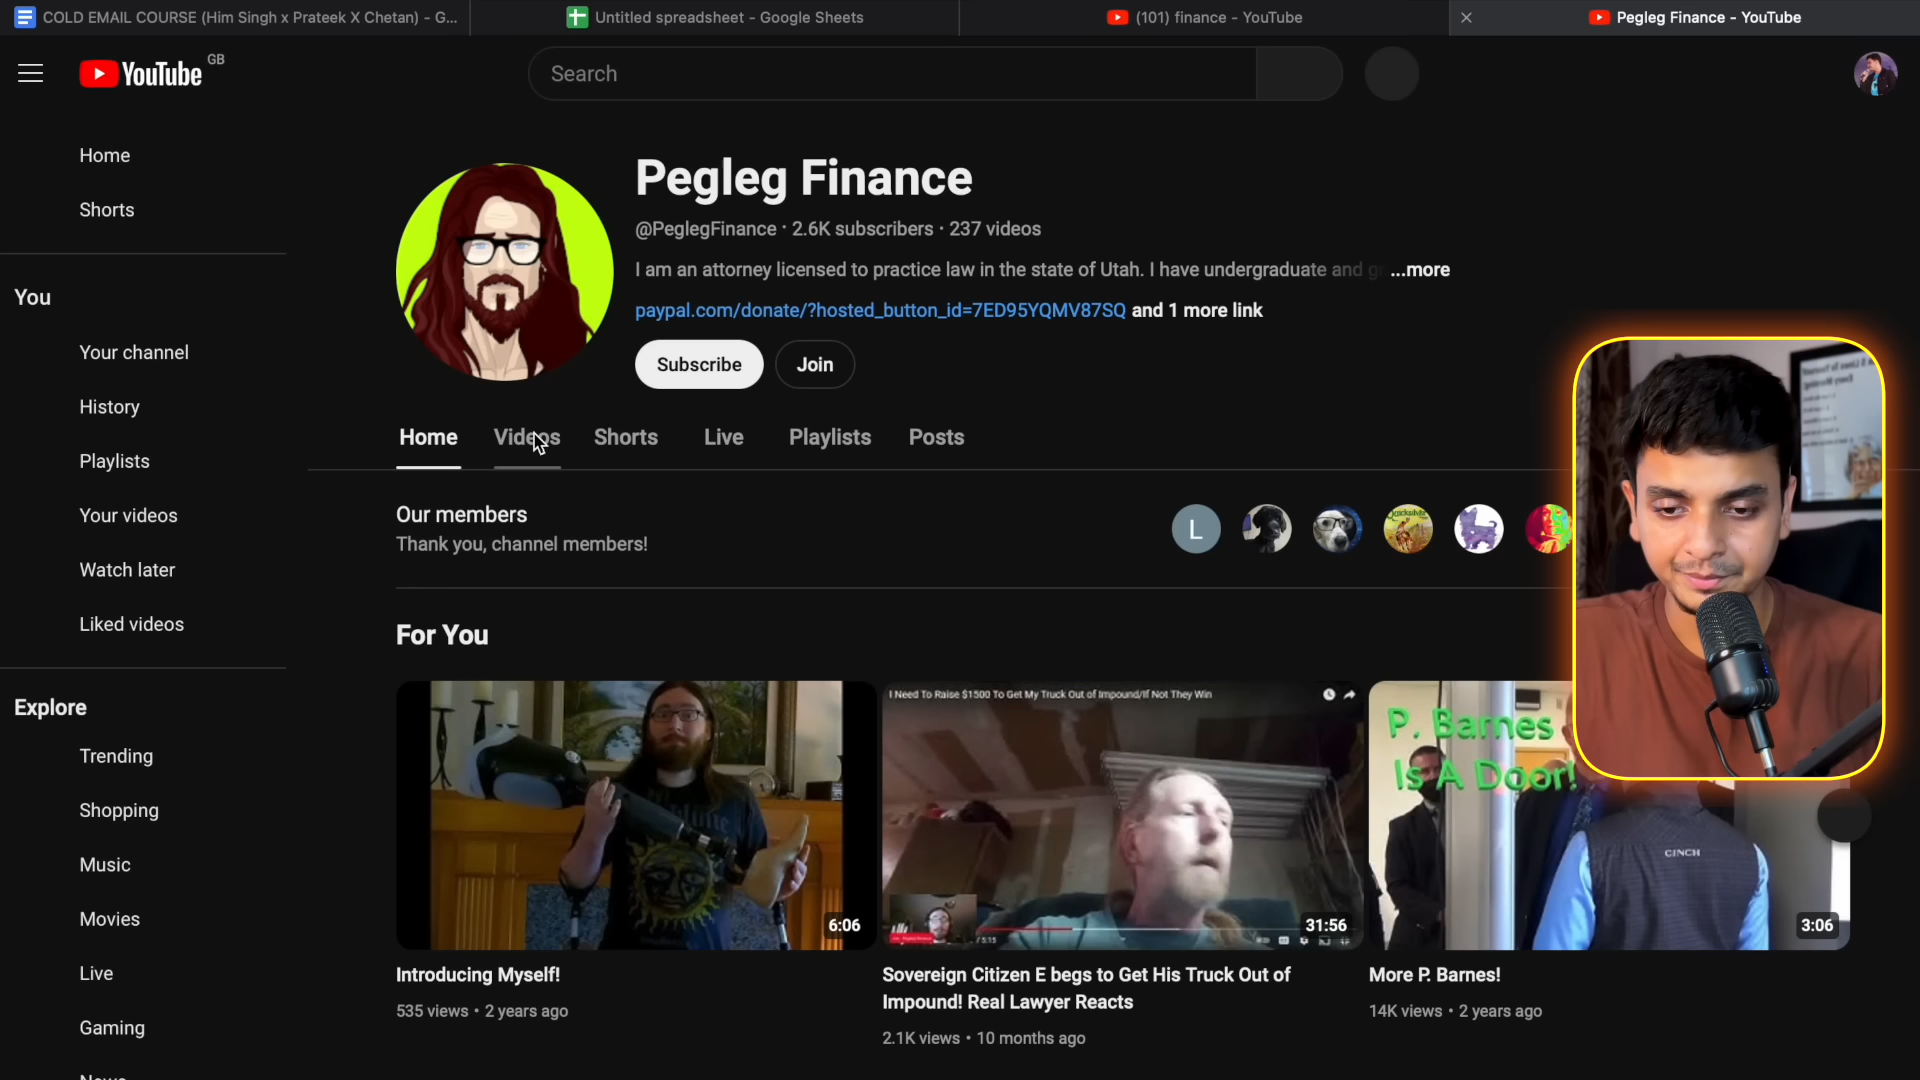 COLD EMAIL COURSE (Him Singh x Prateek X Chetan) - G...
Untitled spreadsheet - Google Sheets
(101) finance - YouTube
Pegleg Finance - YouTube
YouTube GB
Search
Home
Shorts
You
Your channel
History
Playlists
Your videos
Watch later
Liked videos
Explore
Trending
Shopping
Music
Movies
Live
Gaming
Pegleg Finance
@PeglegFinance · 2.6K subscribers · 237 videos
I am an attorney licensed to practice law in the state of Utah. I have undergraduate and ...more
paypal.com/donate/?hosted_button_id=7ED95YQMV87SQ and 1 more link
Subscribe
Join
Home
Videos
Shorts
Live
Playlists
Posts
Our members
Thank you, channel members!
L
For You
6:06
Introducing Myself!
535 views • 2 years ago
I Need To Raise $1500 To Get My Truck Out of Impound/If Not They Win
/ 5:15
31:56
Sovereign Citizen E begs to Get His Truck Out of
Impound! Real Lawyer Reacts
2.1K views • 10 months ago
P. Barnes
Is A Door!
CINCH
3:06
More P. Barnes!
14K views • 2 years ago